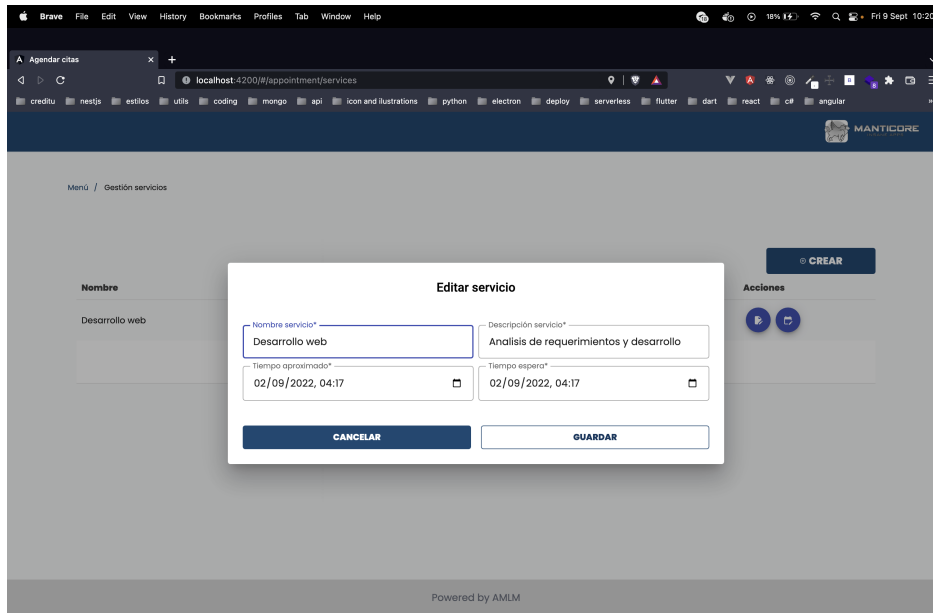 Brave File Edit View History Bookmarks Profiles Tab Window Help 18% Fri 9 Sept 10:20
Agendar citas
localhost:4200/#/appointment/services
creditu nestjs estilos utils coding mongo api icon and ilustrations python electron deploy serverless flutter dart react c# angular
MANTICORE
Menú / Gestión servicios
CREAR
Nombre Acciones
Desarrollo web
Editar servicio
Nombre servicio* Descripción servicio*
Desarrollo web Analisis de requerimientos y desarrollo
Tiempo aproximado* Tiempo espera*
02/09/2022, 04:17 02/09/2022, 04:17
CANCELAR GUARDAR
Powered by AMLM